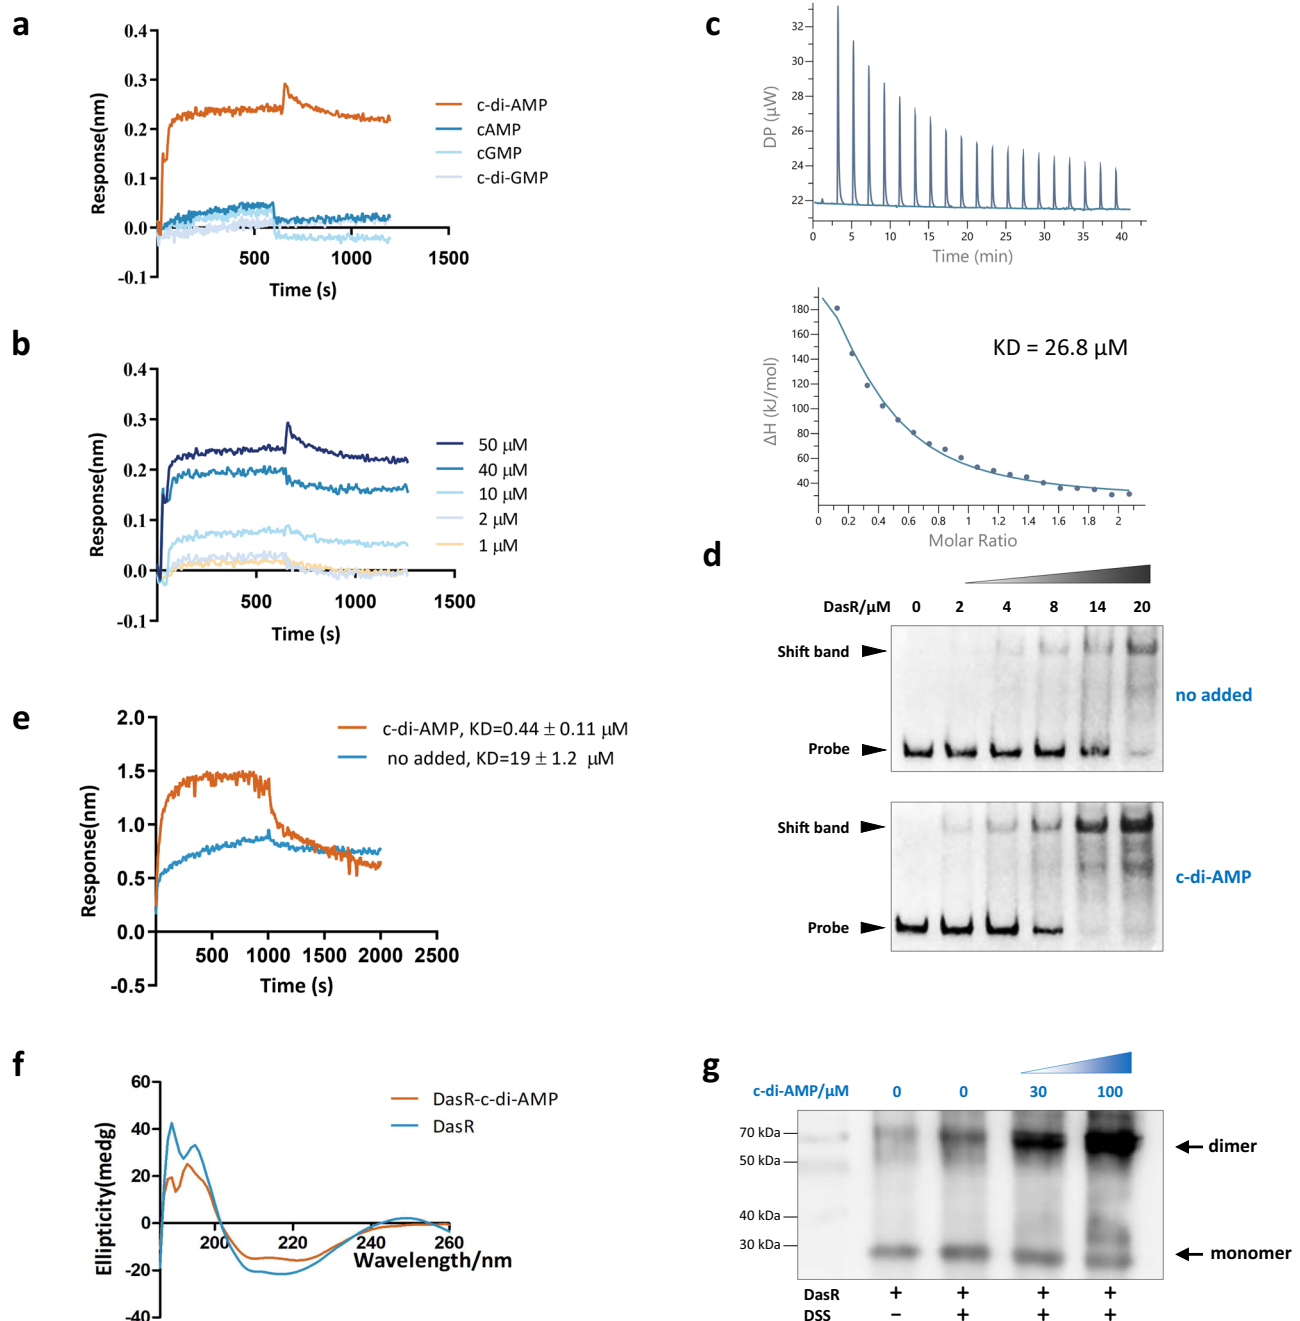 a
0.4
0.3
0.2
0.1
0.0
-0.1
500 1000 1500
Response(nm)
Time (s)
c-di-AMP
cAMP
cGMP
c-di-GMP
b
0.4
0.3
0.2
0.1
0.0
-0.1
500 1000 1500
Response(nm)
Time (s)
50 μM
40 μM
10 μM
2 μM
1 μM
c
32
30
28
26
24
22
DP (μW)
0 5 10 15 20 25 30 35 40
Time (min)
180
160
140
120
100
80
60
40
ΔH (kJ/mol)
KD = 26.8 μM
0 0.2 0.4 0.6 0.8 1 1.2 1.4 1.6 1.8 2
Molar Ratio
d
DasR/μM 0 2 4 8 14 20
Shift band
no added
Probe
Shift band
c-di-AMP
Probe
e
2.0
1.5
1.0
0.5
0.0
-0.5
500 1000 1500 2000 2500
Response(nm)
Time (s)
c-di-AMP, KD=0.44 ± 0.11 μM
no added, KD=19 ± 1.2 μM
f
60
40
20
0
-20
-40
200 220 240 260
Ellipticity(medg)
Wavelength/nm
DasR-c-di-AMP
DasR
g
c-di-AMP/μM 0 0 30 100
70 kDa
50 kDa
40 kDa
30 kDa
dimer
monomer
DasR + + + +
DSS − + + +